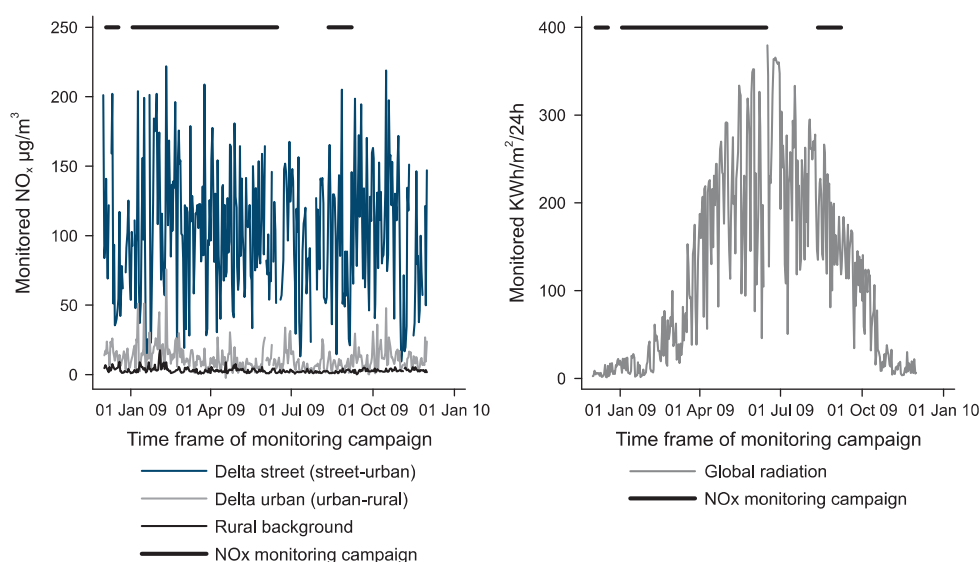 250
200
150
100
50
0
Monitored NOₓ µg/m³
01 Jan 09 01 Apr 09 01 Jul 09 01 Oct 09 01 Jan 10
Time frame of monitoring campaign
Delta street (street-urban)
Delta urban (urban-rural)
Rural background
NOx monitoring campaign
400
300
200
100
0
Monitored KWh/m²/24h
01 Jan 09 01 Apr 09 01 Jul 09 01 Oct 09 01 Jan 10
Time frame of monitoring campaign
Global radiation
NOx monitoring campaign